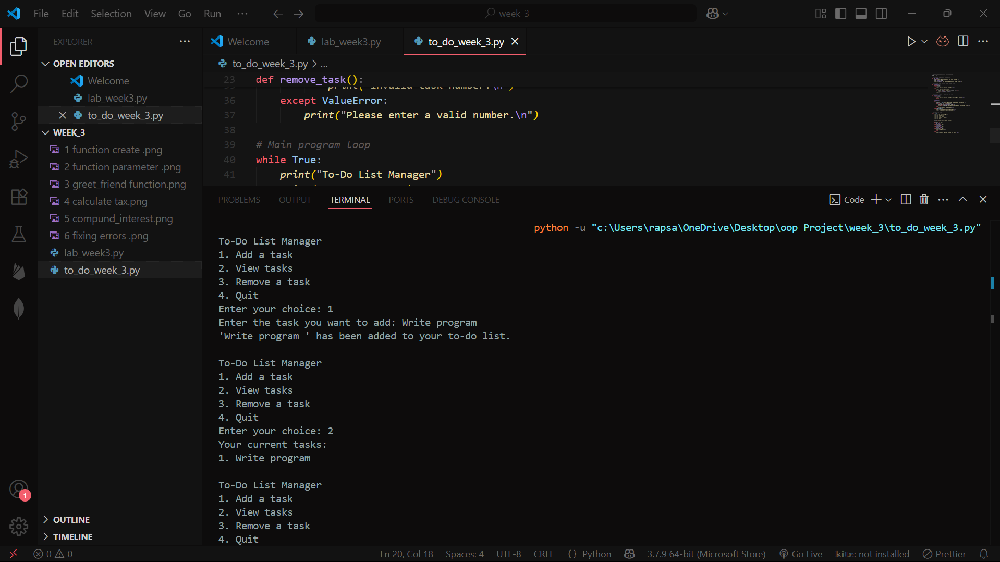 File Edit Selection View Go Run ...
week_3
EXPLORER ...
OPEN EDITORS
Welcome
lab_week3.py
to_do_week_3.py
WEEK_3
1 function create .png
2 function parameter .png
3 greet_friend function.png
4 calculate tax.png
5 compund_interest.png
6 fixing errors .png
lab_week3.py
to_do_week_3.py
OUTLINE
TIMELINE
1
Welcome lab_week3.py to_do_week_3.py
to_do_week_3.py > ...
23 def remove_task():
36 except ValueError:
37 print("Please enter a valid number.\n")
38
39 # Main program loop
40 while True:
41 print("To-Do List Manager")
PROBLEMS OUTPUT TERMINAL PORTS DEBUG CONSOLE
Code
python -u "c:\Users\rapsa\OneDrive\Desktop\oop Project\week_3\to_do_week_3.py"
To-Do List Manager
1. Add a task
2. View tasks
3. Remove a task
4. Quit
Enter your choice: 1
Enter the task you want to add: Write program
'Write program ' has been added to your to-do list.
To-Do List Manager
1. Add a task
2. View tasks
3. Remove a task
4. Quit
Enter your choice: 2
Your current tasks:
1. Write program
To-Do List Manager
1. Add a task
2. View tasks
3. Remove a task
4. Quit
0 0 Ln 20, Col 18 Spaces: 4 UTF-8 CRLF {} Python 3.7.9 64-bit (Microsoft Store) Go Live kite: not installed Prettier